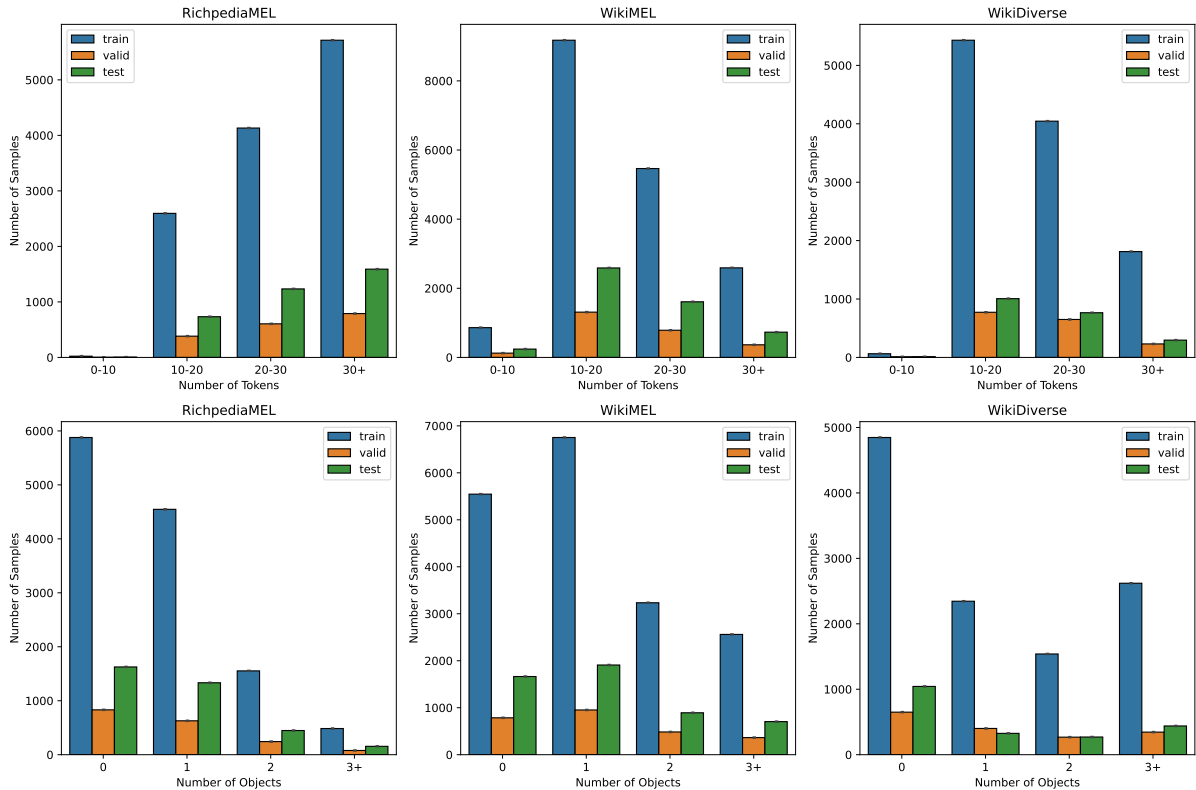 RichpediaMEL
train
valid
test
5000
4000
3000
2000
1000
0
Number of Samples
0-10 10-20 20-30 30+
Number of Tokens
WikiMEL
train
valid
test
8000
6000
4000
2000
0
Number of Samples
0-10 10-20 20-30 30+
Number of Tokens
WikiDiverse
train
valid
test
5000
4000
3000
2000
1000
0
Number of Samples
0-10 10-20 20-30 30+
Number of Tokens
RichpediaMEL
train
valid
test
6000
5000
4000
3000
2000
1000
0
Number of Samples
0 1 2 3+
Number of Objects
WikiMEL
train
valid
test
7000
6000
5000
4000
3000
2000
1000
0
Number of Samples
0 1 2 3+
Number of Objects
WikiDiverse
train
valid
test
5000
4000
3000
2000
1000
0
Number of Samples
0 1 2 3+
Number of Objects